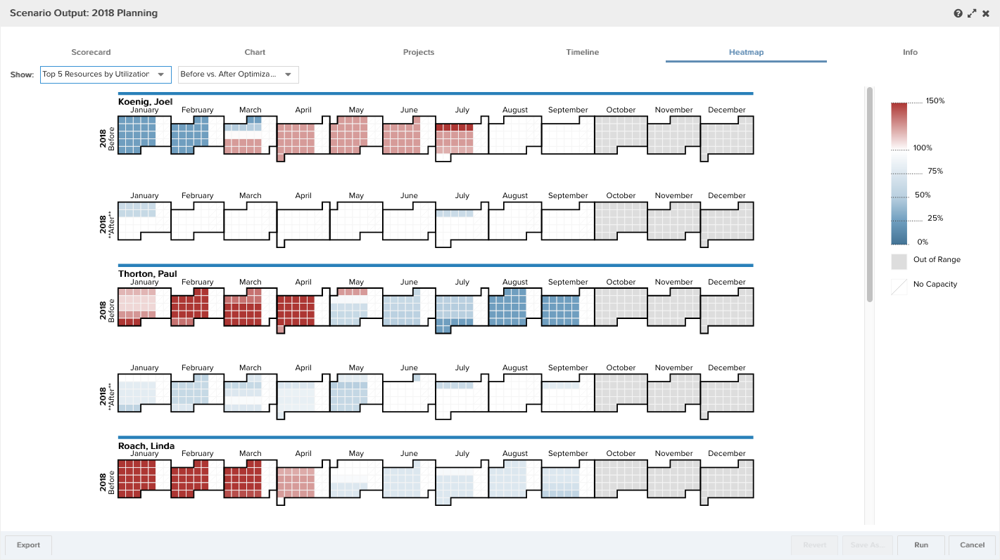 Scenario Output: 2018 Planning
Scorecard Chart Projects Timeline Heatmap Info
Show: Top 5 Resources by Utilization Before vs. After Optimiza...
Koenig, Joel
January February March April May June July August September October November December
2018
Before
January February March April May June July August September October November December
2018
**After**
Thorton, Paul
January February March April May June July August September October November December
2018
Before
January February March April May June July August September October November December
2018
**After**
Roach, Linda
January February March April May June July August September October November December
2018
Before
150%
100%
75%
50%
25%
0%
Out of Range
No Capacity
Export Revert Save As... Run Cancel